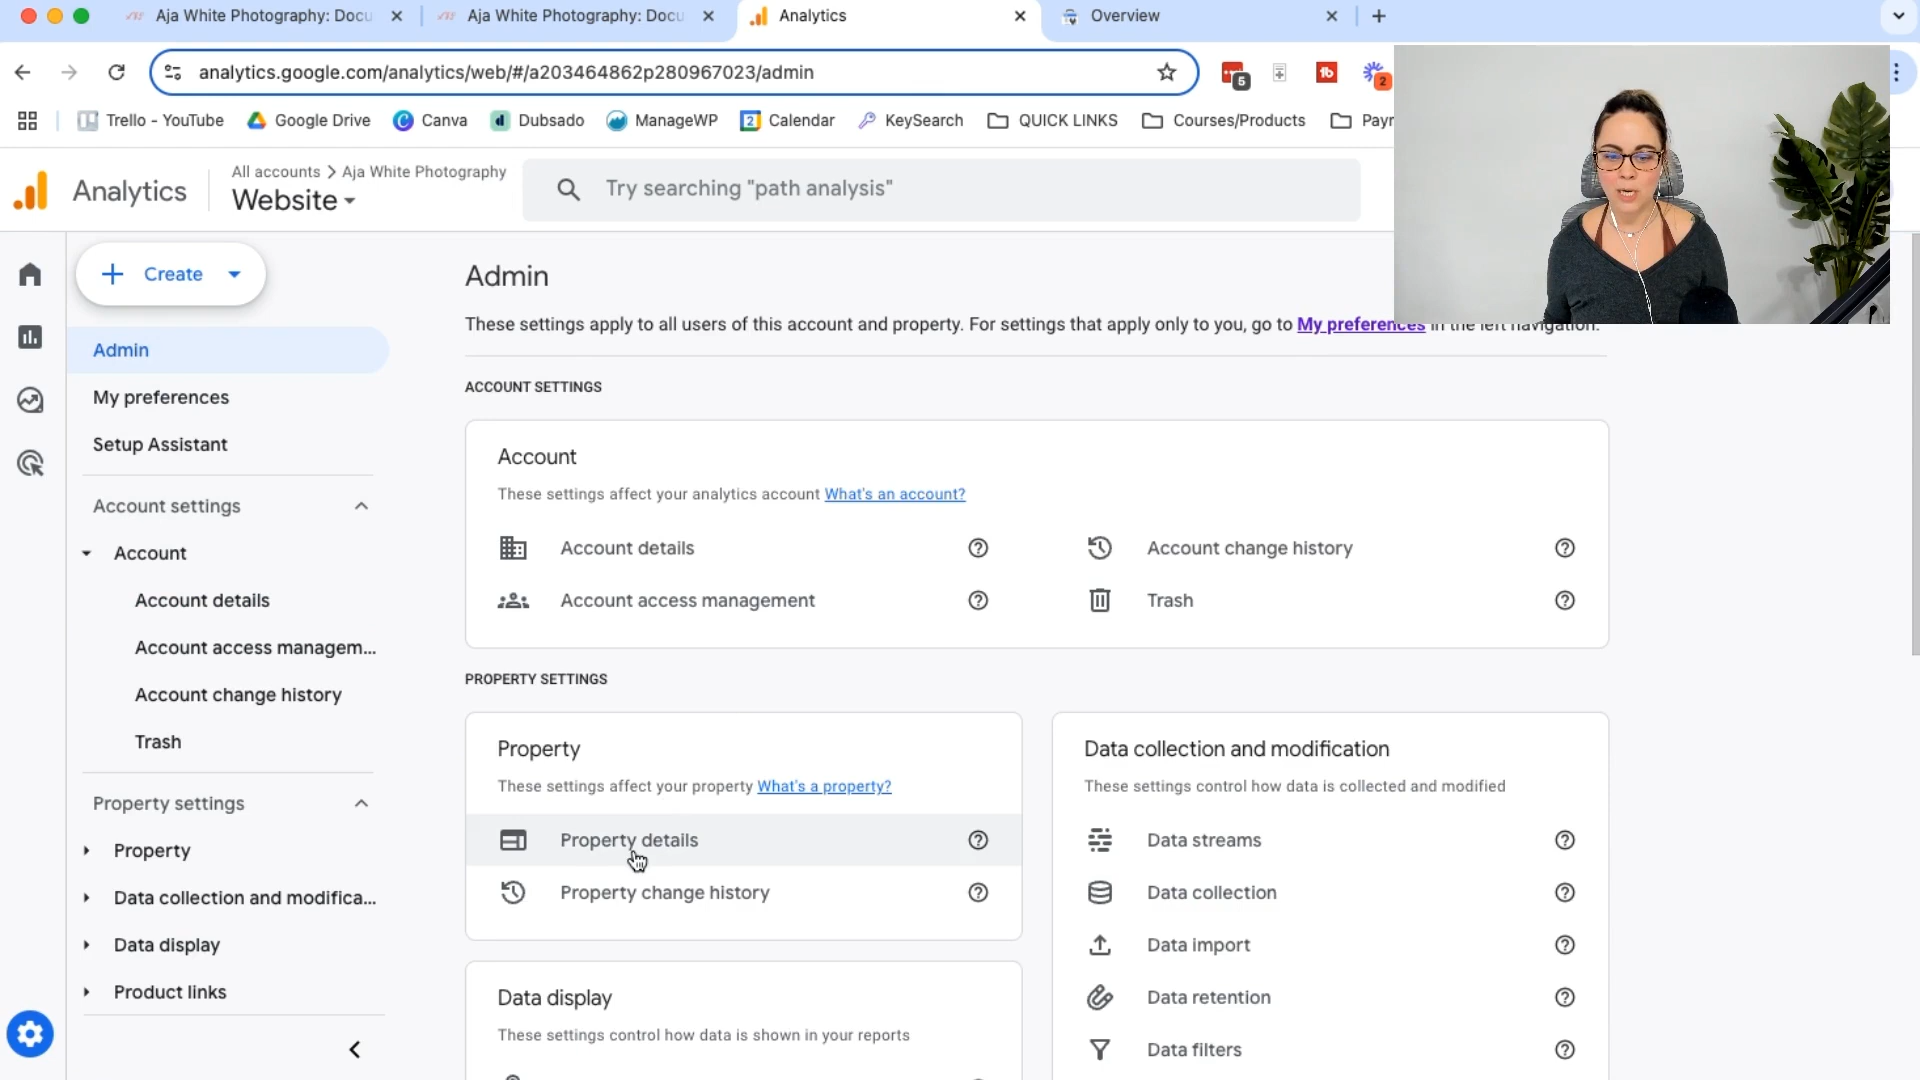 Aja White Photography: Docu
Aja White Photography: Docu
Analytics
Overview
analytics.google.com/analytics/web/#/a203464862p280967023/admin
5
2
Trello - YouTube
Google Drive
Canva
Dubsado
ManageWP
Calendar
KeySearch
QUICK LINKS
Courses/Products
Analytics
All accounts > Aja White Photography
Website
Try searching "path analysis"
Create
Admin
My preferences
Setup Assistant
Account settings
Account
Account details
Account access managem...
Account change history
Trash
Property settings
Property
Data collection and modifica...
Data display
Product links
Admin
These settings apply to all users of this account and property. For settings that apply only to you, go to My preferences in the left navigation.
ACCOUNT SETTINGS
Account
These settings affect your analytics account What's an account?
Account details
Account change history
Account access management
Trash
PROPERTY SETTINGS
Property
These settings affect your property What's a property?
Property details
Property change history
Data display
These settings control how data is shown in your reports
Data collection and modification
These settings control how data is collected and modified
Data streams
Data collection
Data import
Data retention
Data filters